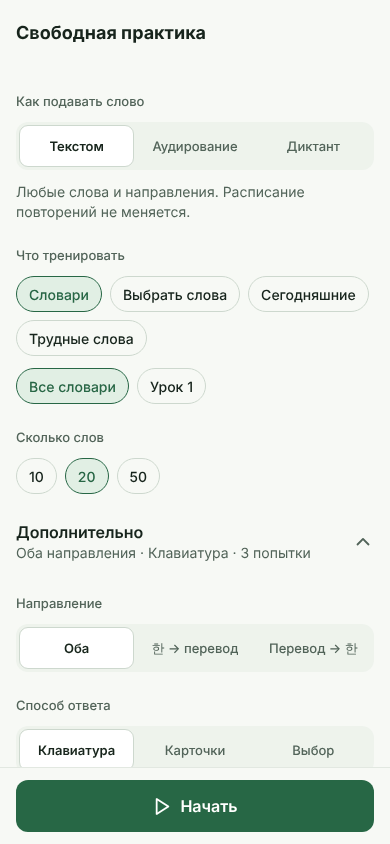 Свободная практика
Как подавать слово
Текстом Аудирование Диктант
Любые слова и направления. Расписание
повторений не меняется.
Что тренировать
Словари Выбрать слова Сегодняшние
Трудные слова
Все словари Урок 1
Сколько слов
10 20 50
Дополнительно
Оба направления · Клавиатура · 3 попытки
Направление
Оба 한 → перевод Перевод → 한
Способ ответа
Клавиатура Карточки Выбор
Начать